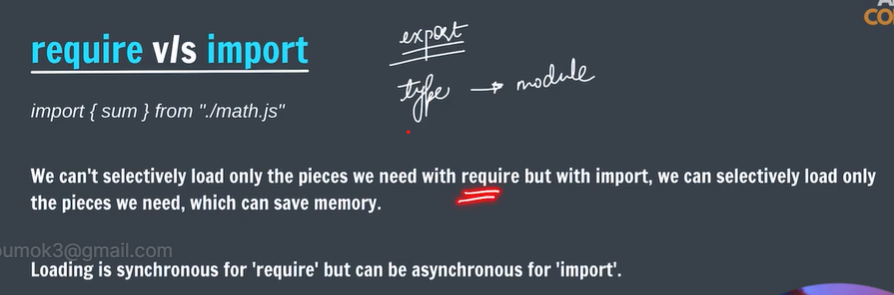 CO
export
require v/s import
type → module
import { sum } from "./math.js"
We can't selectively load only the pieces we need with require but with import, we can selectively load only
the pieces we need, which can save memory.
oumok3@gmail.com
Loading is synchronous for 'require' but can be asynchronous for 'import'.